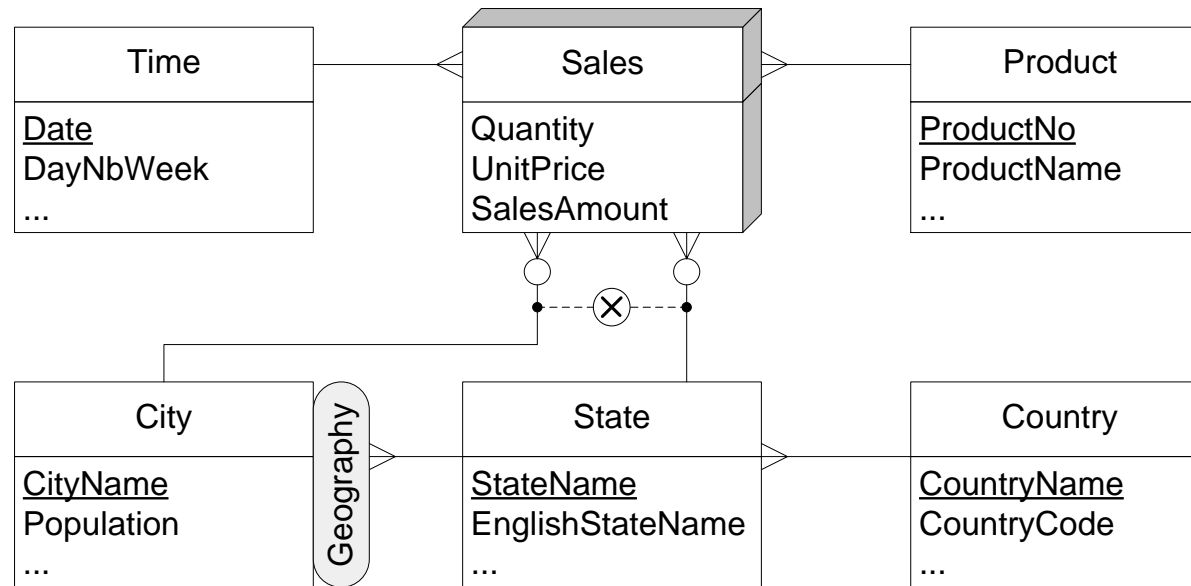 Time
Date
DayNbWeek
...
Sales
Quantity
UnitPrice
SalesAmount
Product
ProductNo
ProductName
...
City
CityName
Population
...
Geography
State
StateName
EnglishStateName
...
Country
CountryName
CountryCode
...